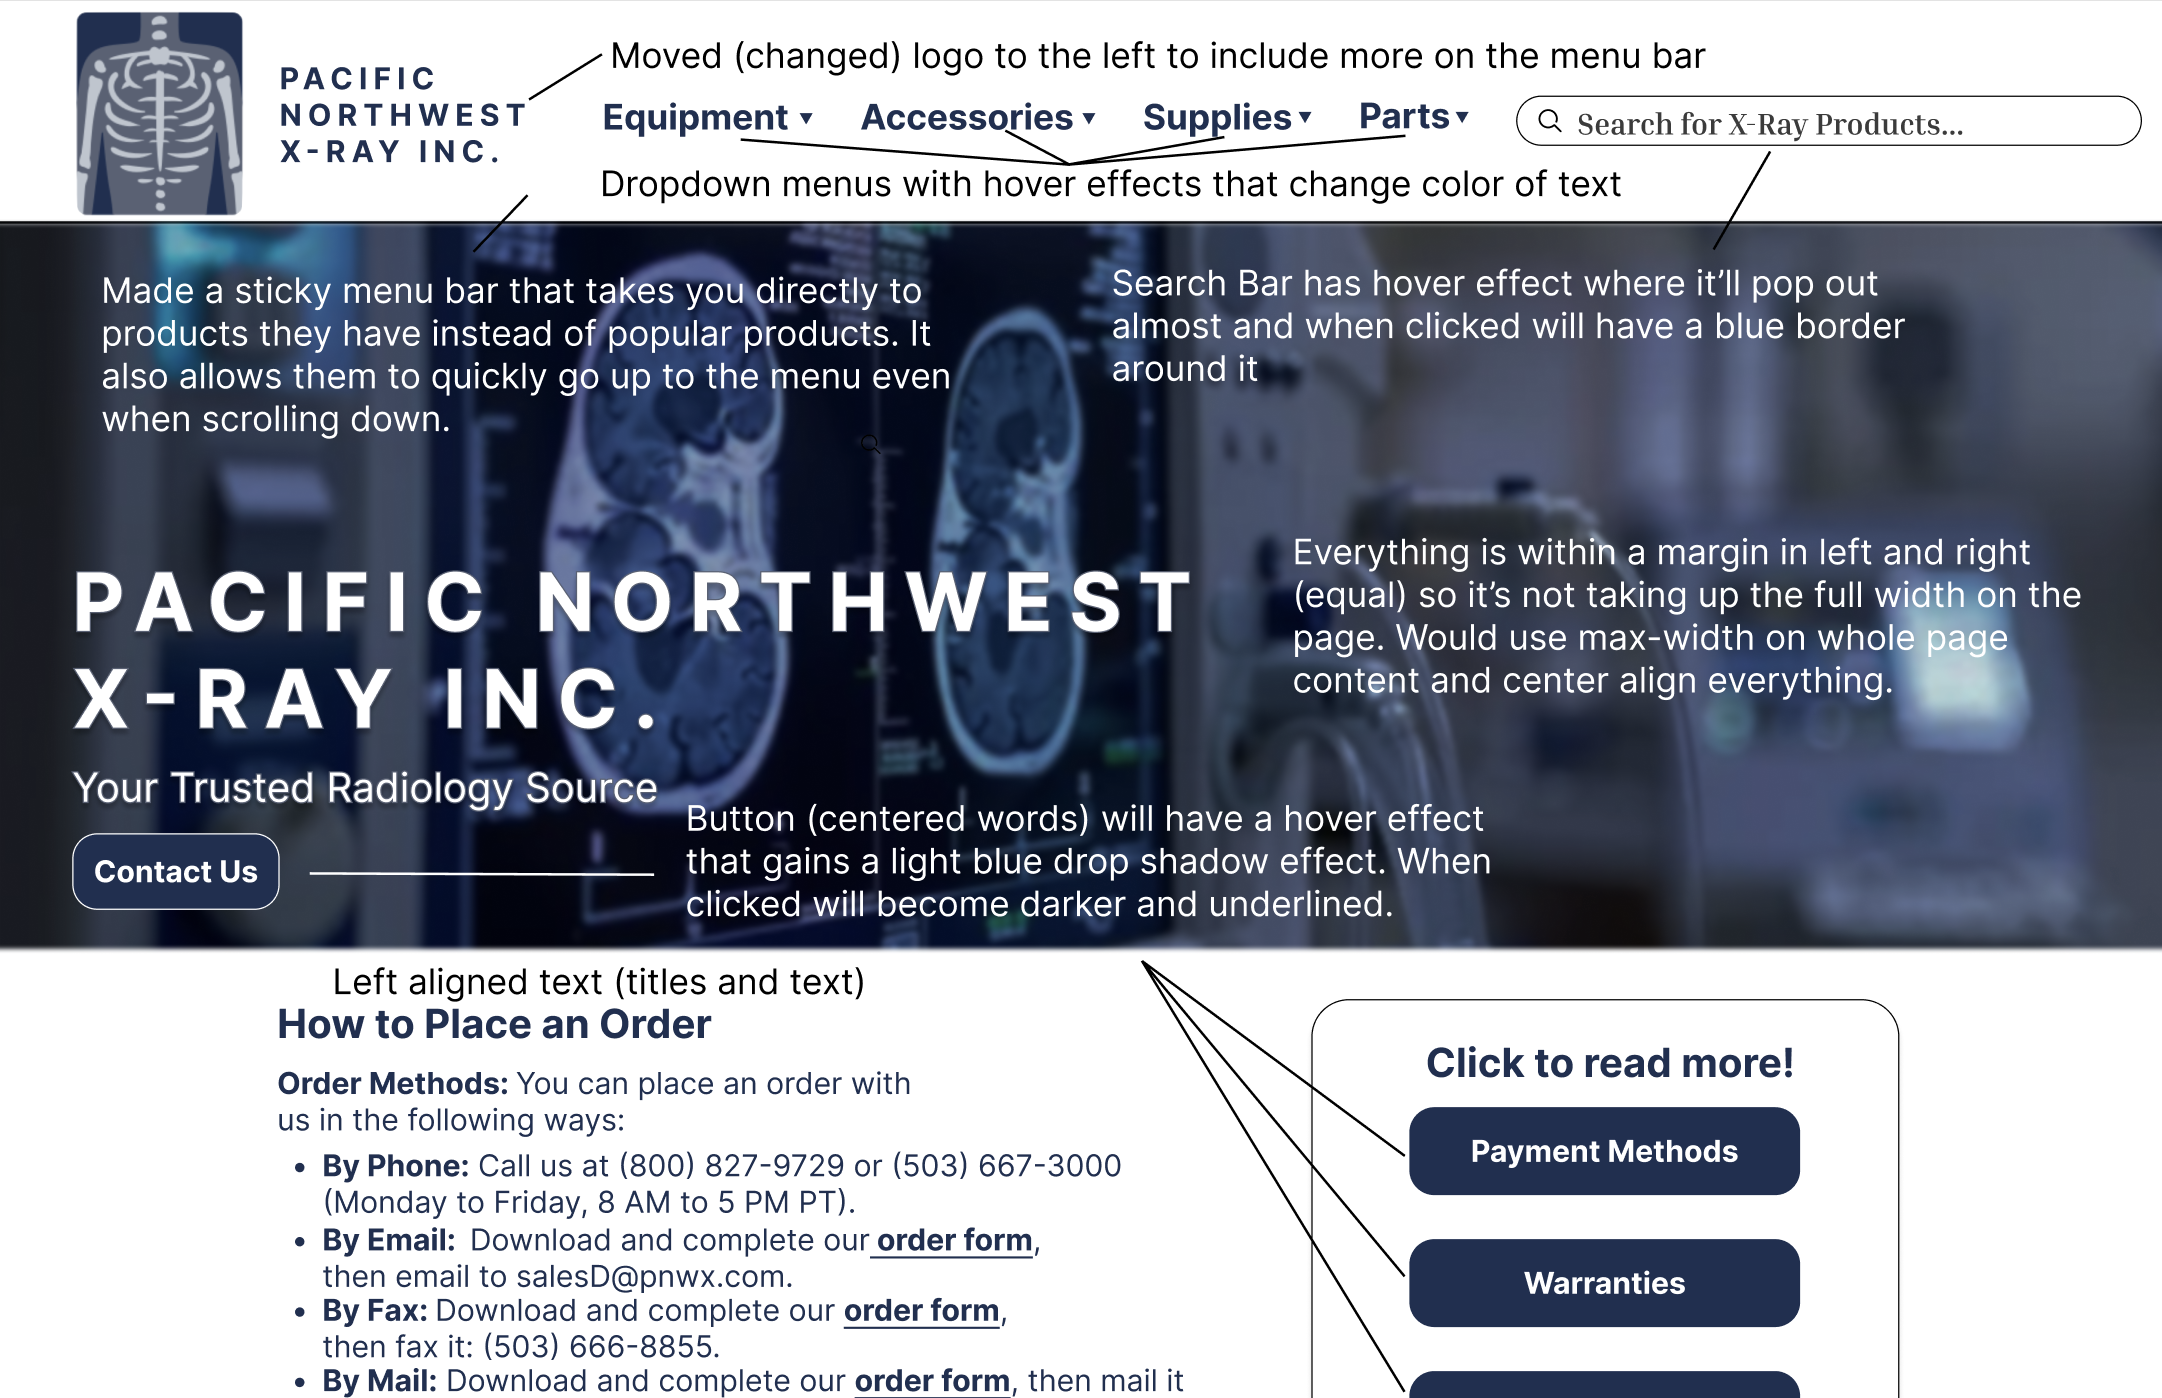 PACIFIC
NORTHWEST
X-RAY INC.
Moved (changed) logo to the left to include more on the menu bar
Equipment ▼ Accessories ▼ Supplies ▼ Parts ▼ Search for X-Ray Products...
Dropdown menus with hover effects that change color of text
Made a sticky menu bar that takes you directly to
products they have instead of popular products. It
also allows them to quickly go up to the menu even
when scrolling down.
Search Bar has hover effect where it’ll pop out
almost and when clicked will have a blue border
around it
Everything is within a margin in left and right
(equal) so it’s not taking up the full width on the
page. Would use max-width on whole page
content and center align everything.
PACIFIC NORTHWEST
X-RAY INC.
Your Trusted Radiology Source
Contact Us
Button (centered words) will have a hover effect
that gains a light blue drop shadow effect. When
clicked will become darker and underlined.
Left aligned text (titles and text)
How to Place an Order
Order Methods: You can place an order with
us in the following ways:
• By Phone: Call us at (800) 827-9729 or (503) 667-3000
(Monday to Friday, 8 AM to 5 PM PT).
• By Email: Download and complete our order form,
then email to salesD@pnwx.com.
• By Fax: Download and complete our order form,
then fax it: (503) 666-8855.
• By Mail: Download and complete our order form, then mail it
Click to read more!
Payment Methods
Warranties